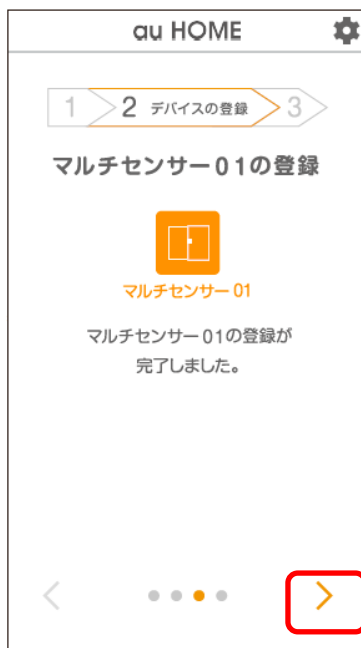 au HOME
1 2 デバイスの登録 3
マルチセンサー01の登録
マルチセンサー 01
マルチセンサー01の登録が
完了しました。